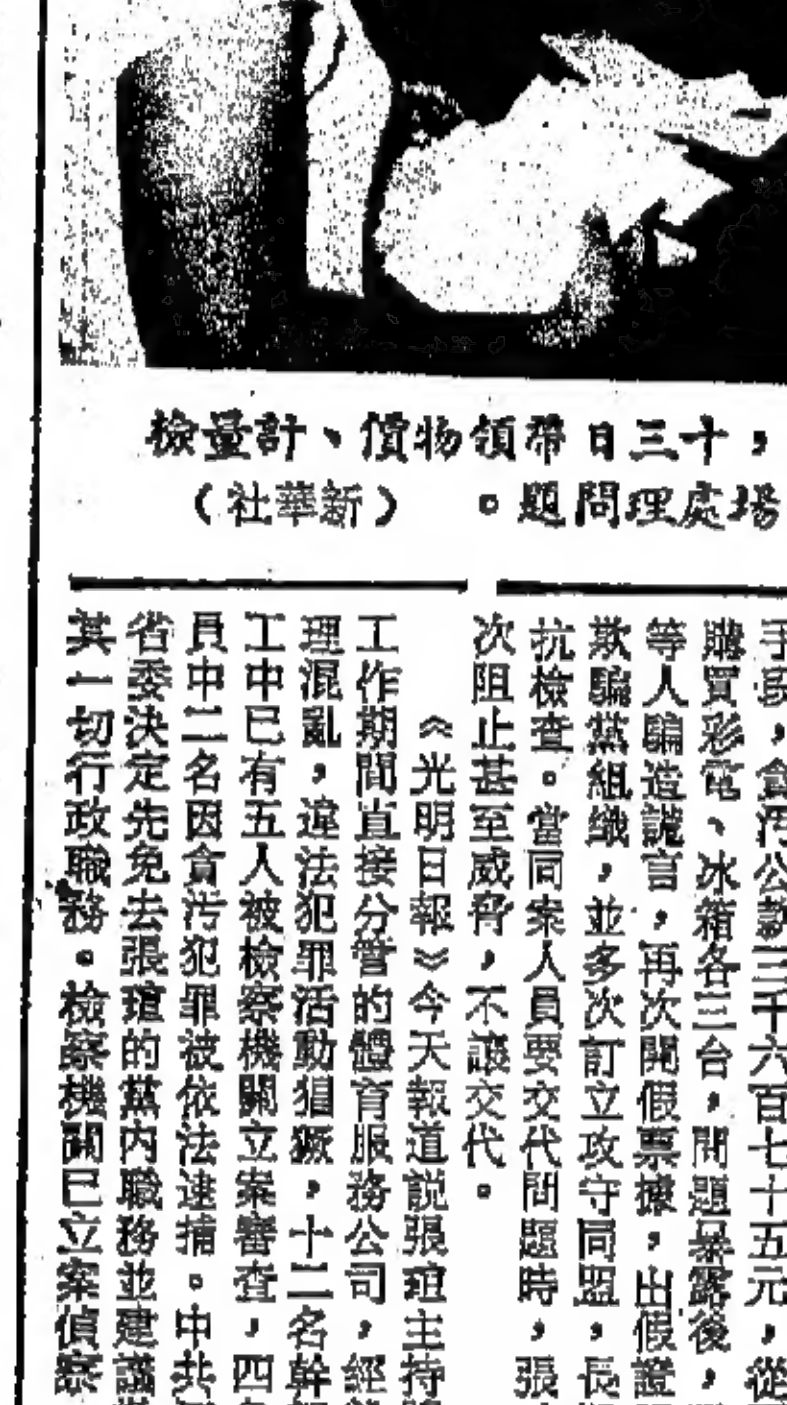 ，十三日帶領物價、計量檢
場處理問題。（新華社）
手段，貪污公款三千六百七十五元，從
購買彩電、冰箱各三台。問題暴露後，
等人騙造謊言，再次開假票據，出假證
欺騙黨組織，並多次訂立攻守同盟，長
抗檢查。當同案人員要交代問題時，張
次阻止甚至威脅，不讓交代。
《光明日報》今天報道說張瑄主持
工作期間直接分管的體育服務公司，經
理混亂，違法犯罪活動猖獗，十二名幹
工中已有五人被檢察機關立案審查，四
員中二名因貪污犯罪被依法逮捕。中共
省委決定先免去張瑄的黨內職務並建議
其一切行政職務。檢察機關已立案偵察